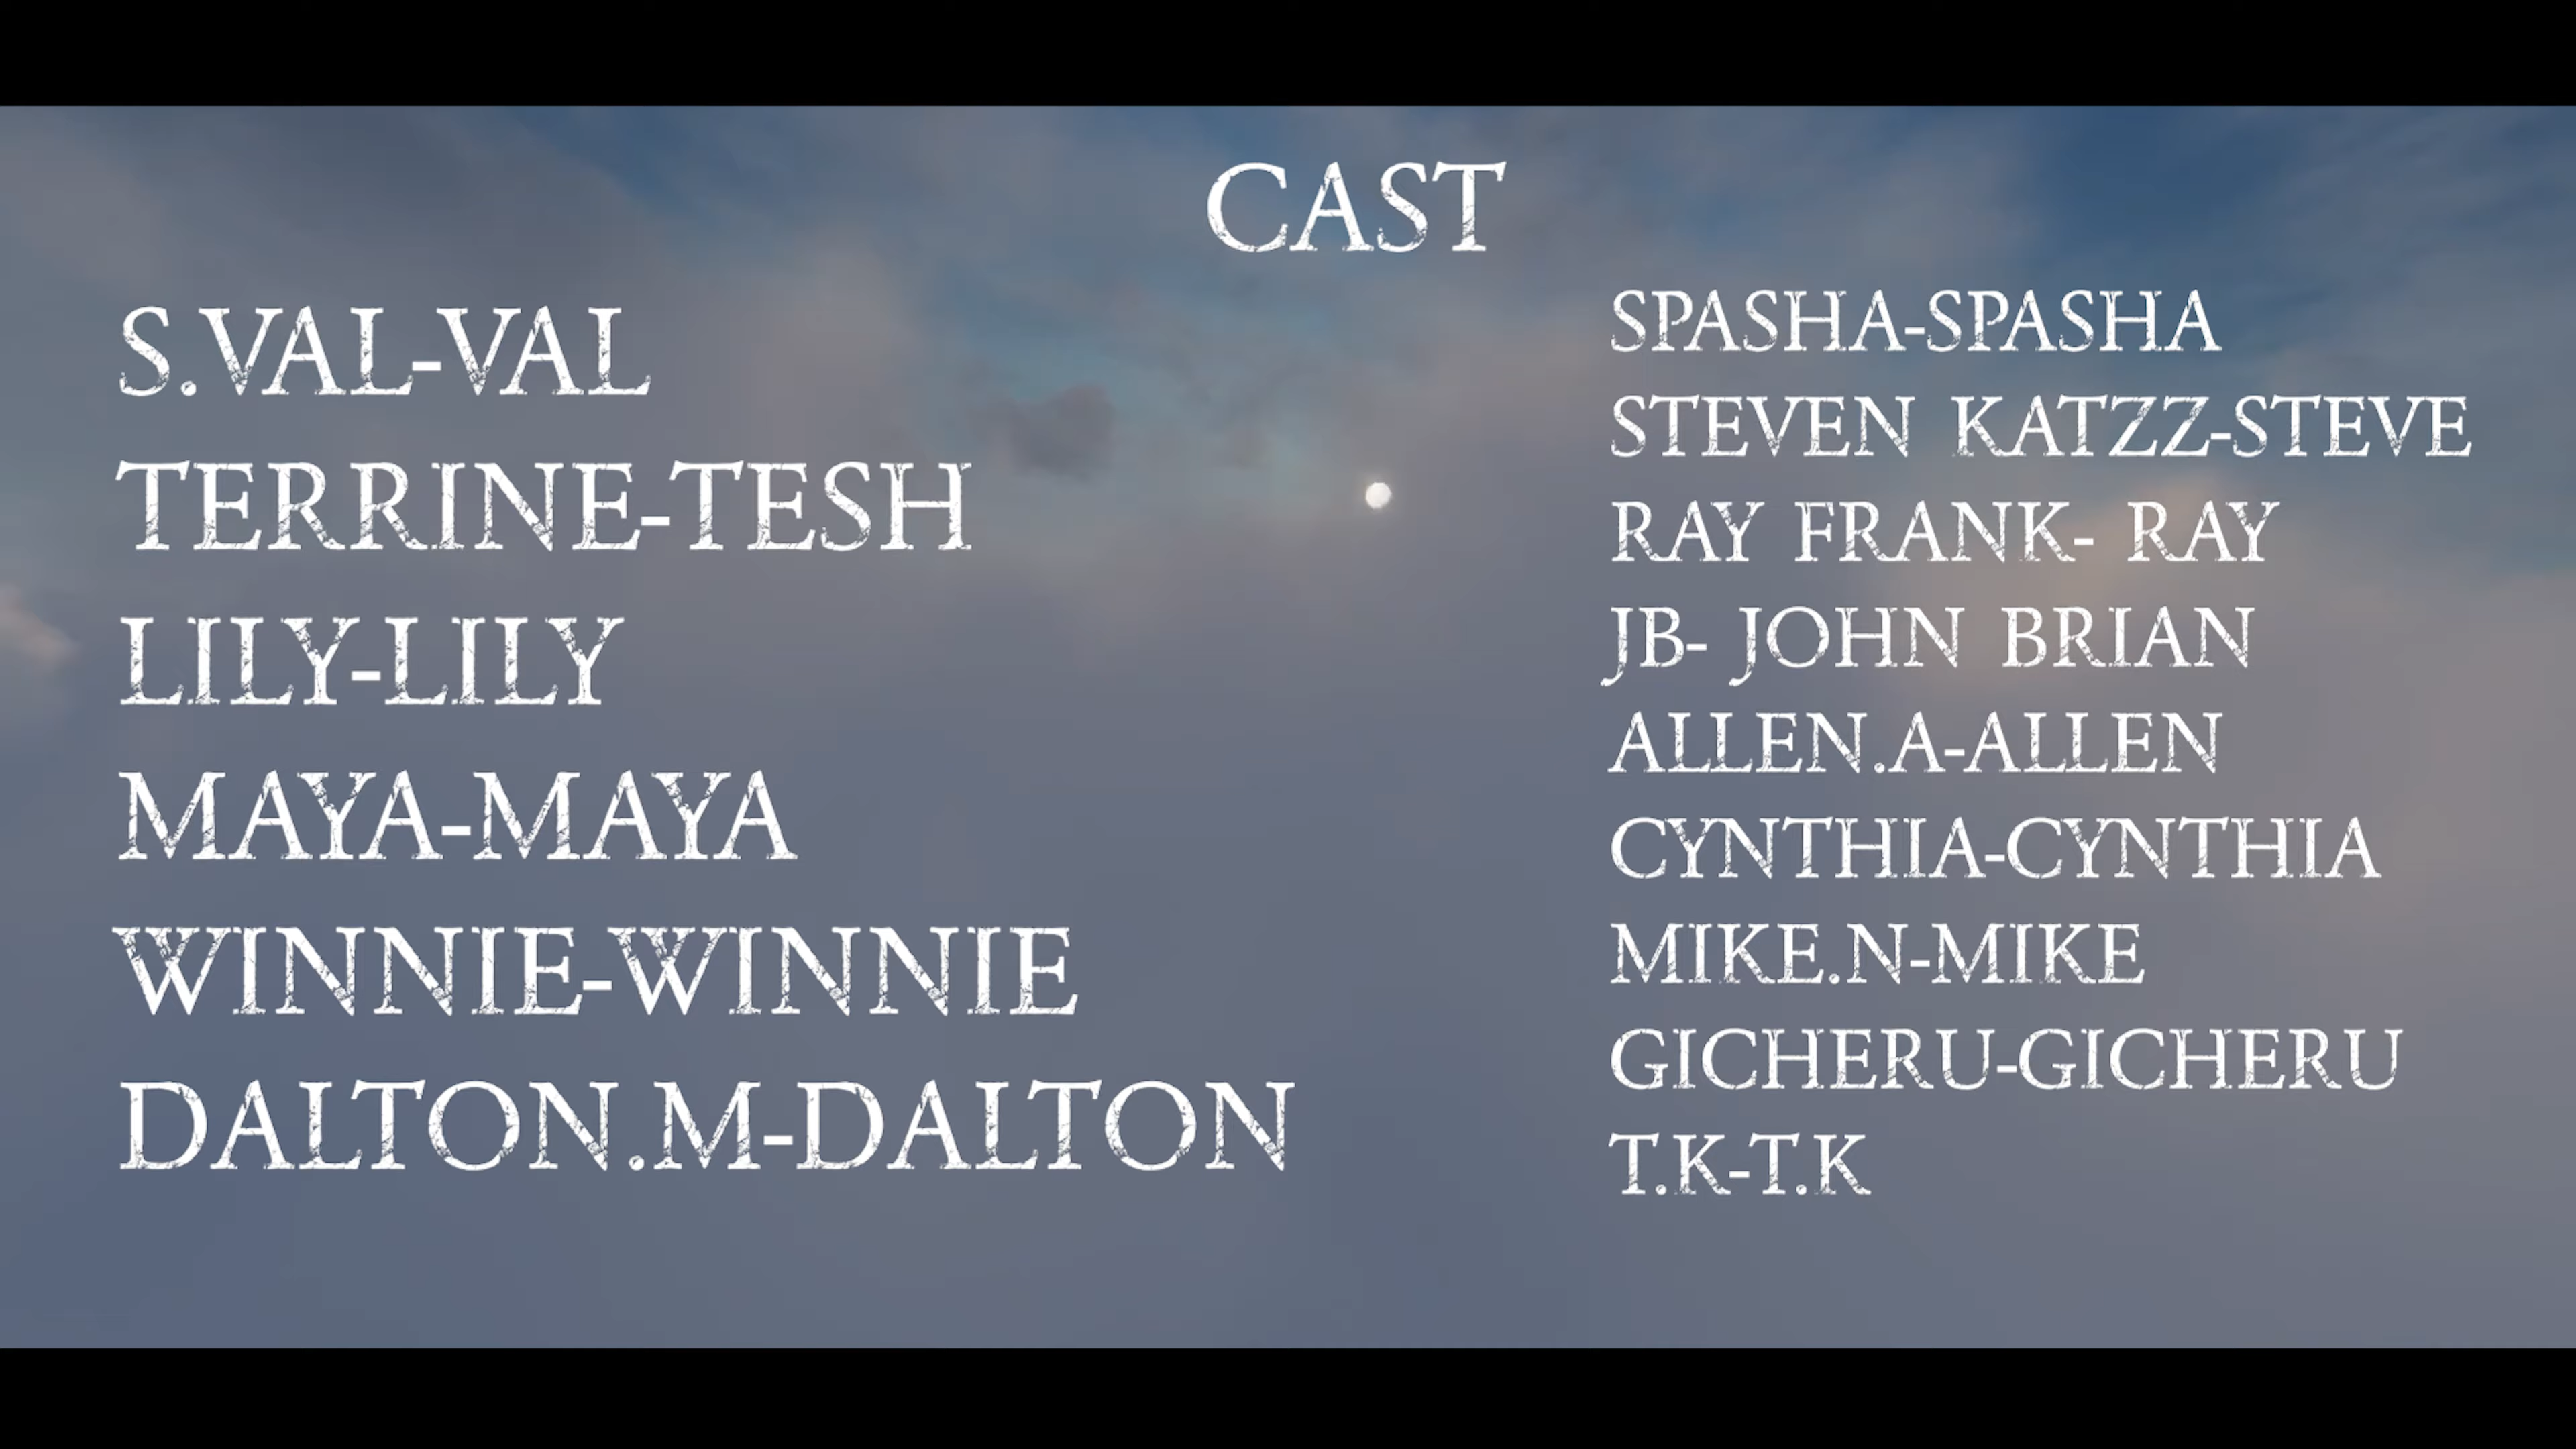 CAST
S.VAL-VAL
TERRINE-TESH
LILY-LILY
MAYA-MAYA
WINNIE-WINNIE
DALTON.M-DALTON
SPASHA-SPASHA
STEVEN KATZZ-STEVE
RAY FRANK- RAY
JB- JOHN BRIAN
ALLEN.A-ALLEN
CYNTHIA-CYNTHIA
MIKE.N-MIKE
GICHERU-GICHERU
T.K-T.K